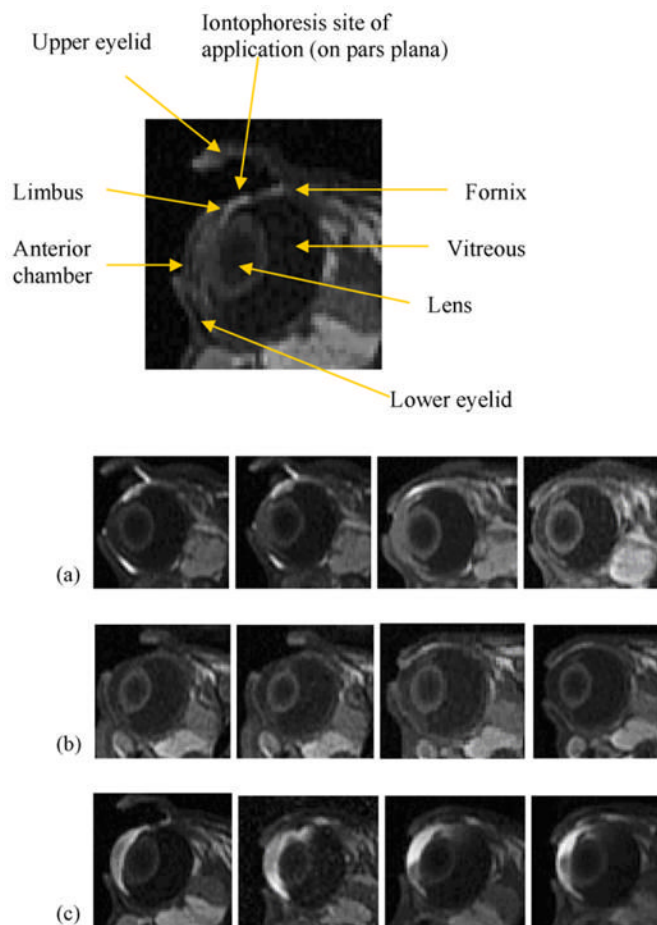 Upper eyelid
Iontophoresis site of
application (on pars plana)
Limbus
Fornix
Anterior
chamber
Vitreous
Lens
Lower eyelid
(a)
(b)
(c)